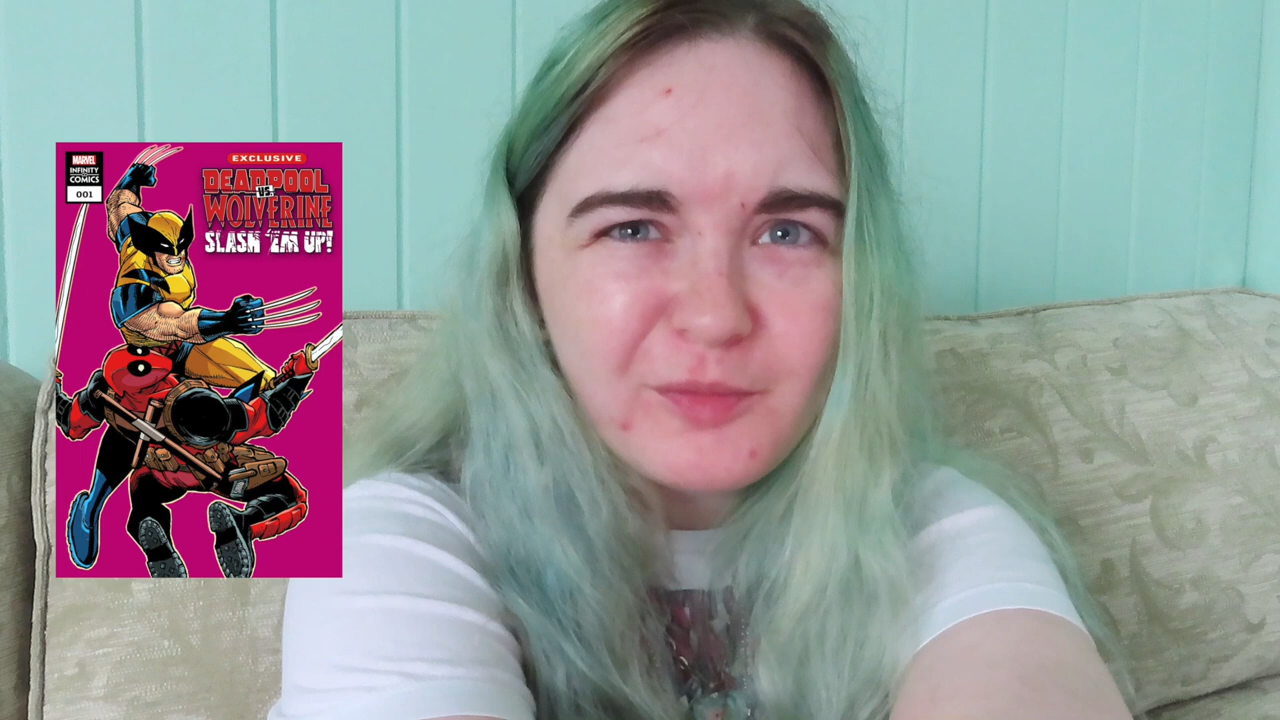 EXCLUSIVE
MARVEL
INFINITY
COMICS
001
DEADPOOL
VS.
WOLVERINE
SLASH 'EM UP!